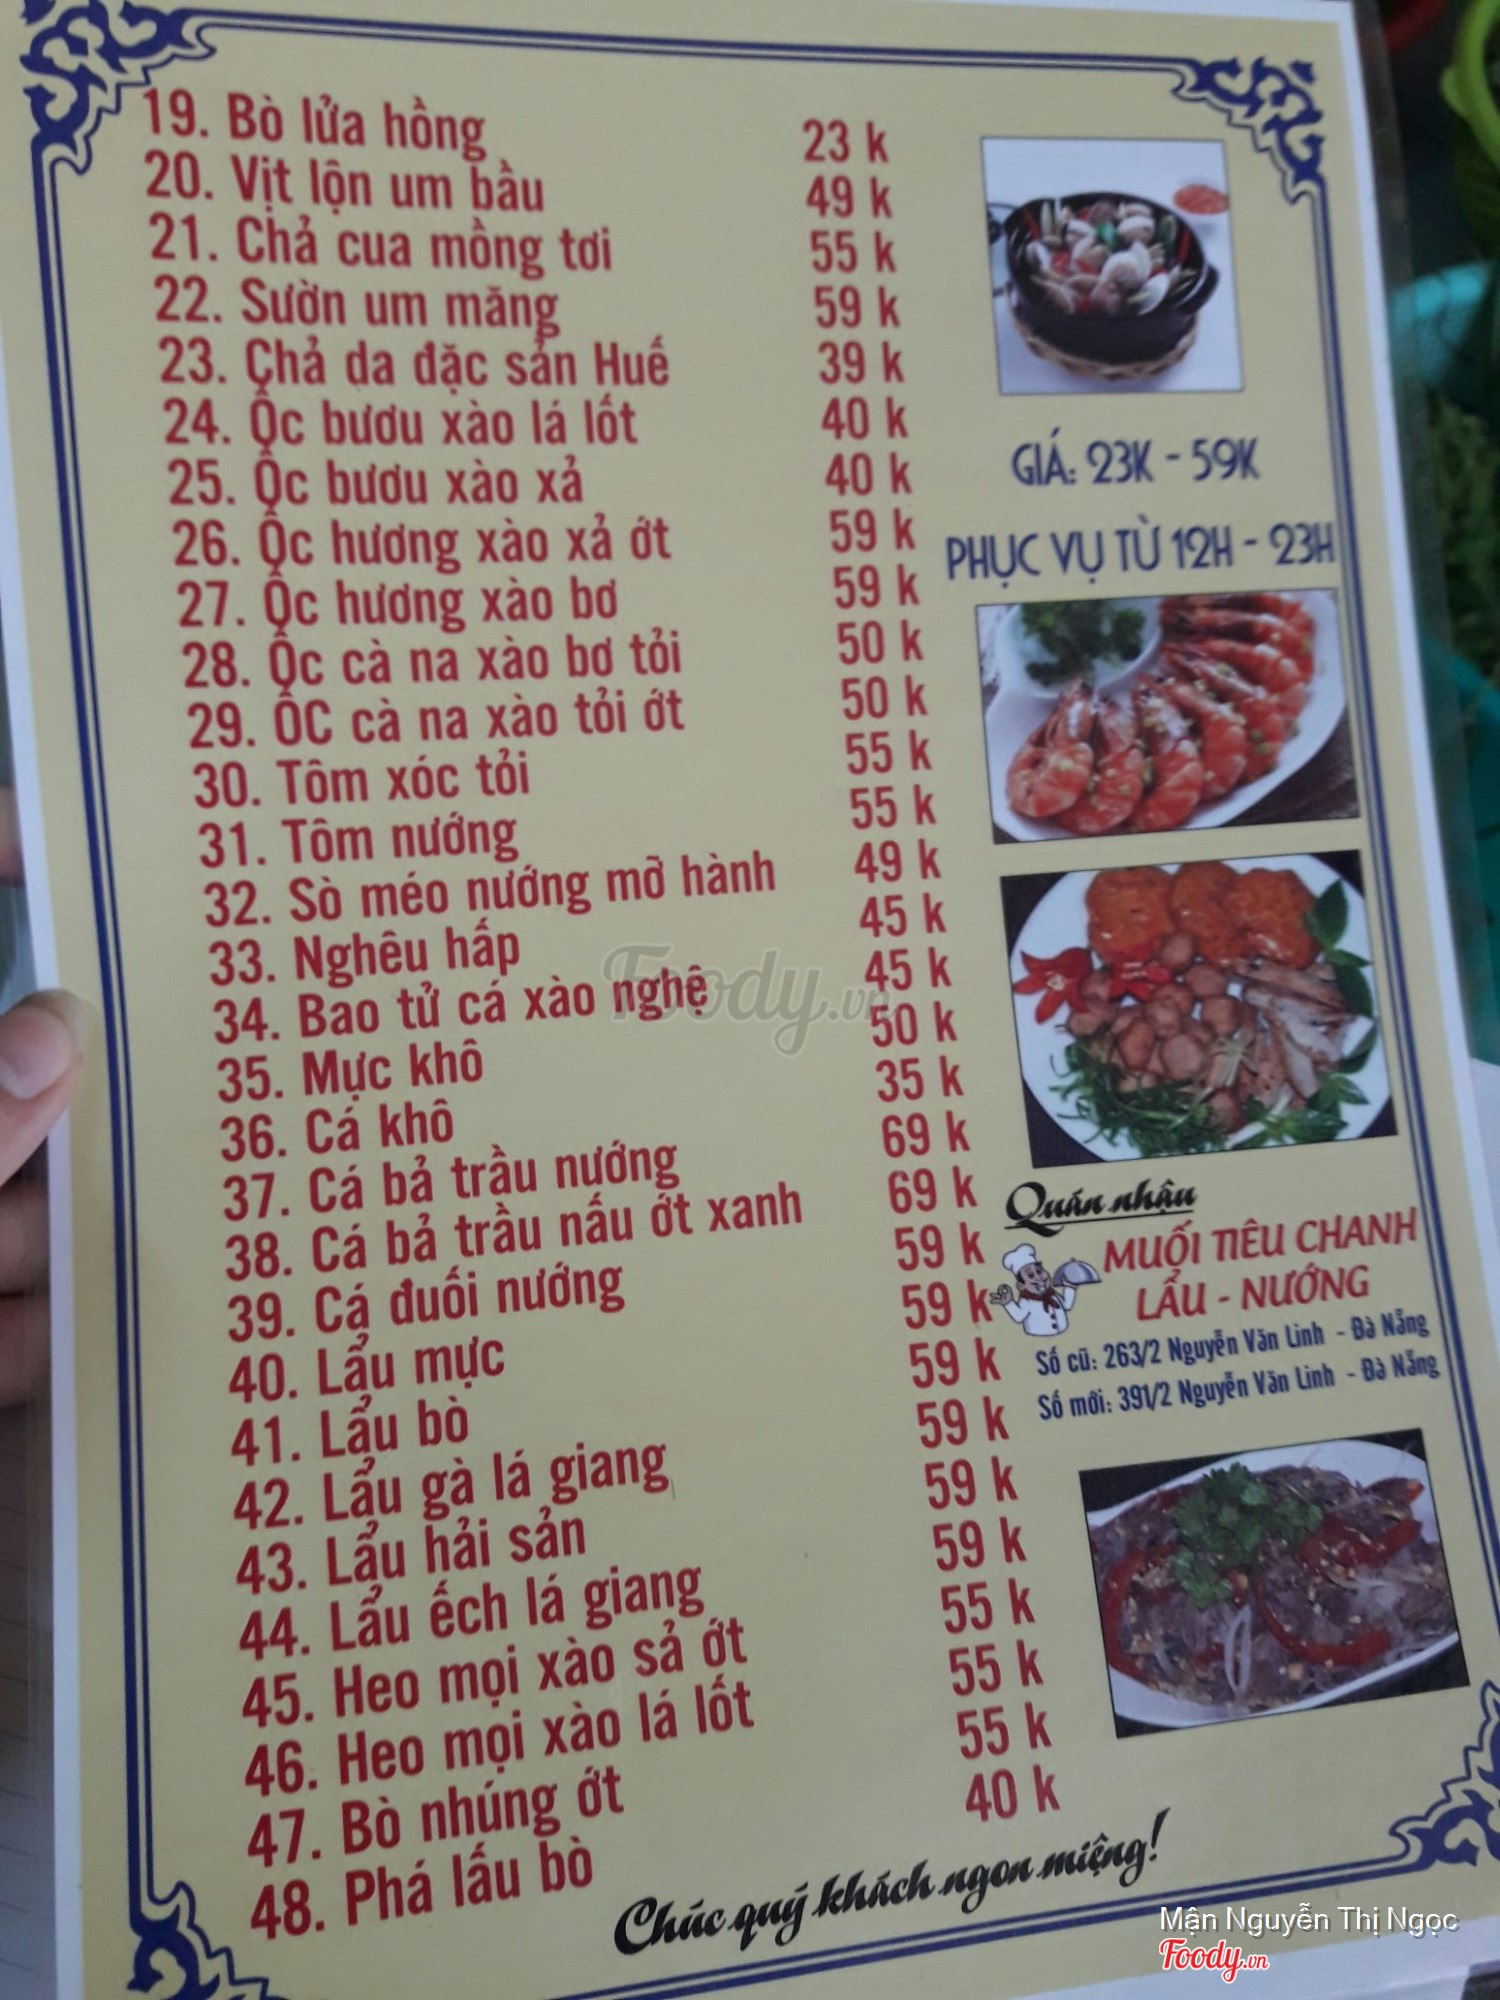 19. Bò lửa hồng 23 k
20. Vịt lộn um bầu 49 k
21. Chả cua mồng tơi 55 k
22. Sườn um măng 59 k
23. Chả da đặc sản Huế 39 k
24. Ốc bươu xào lá lốt 40 k
25. Ốc bươu xào xả 40 k
26. Ốc hương xào xả ớt 59 k
27. Ốc hương xào bơ 59 k
28. Ốc cà na xào bơ tỏi 50 k
29. ỐC cà na xào tỏi ớt 50 k
30. Tôm xóc tỏi 55 k
31. Tôm nướng 55 k
32. Sò méo nướng mỡ hành 49 k
33. Nghêu hấp 45 k
34. Bao tử cá xào nghệ 45 k
35. Mực khô 50 k
36. Cá khô 35 k
37. Cá bả trầu nướng 69 k
38. Cá bả trầu nấu ớt xanh 69 k
39. Cá đuối nướng 59 k
40. Lẩu mực 59 k
41. Lẩu bò 59 k
42. Lẩu gà lá giang 59 k
43. Lẩu hải sản 59 k
44. Lẩu ếch lá giang 59 k
45. Heo mọi xào sả ớt 55 k
46. Heo mọi xào lá lốt 55 k
47. Bò nhúng ớt 55 k
48. Phá lấu bò 40 k
GIÁ: 23K - 59K
PHỤC VỤ TỪ 12H - 23H
Quán nhậu
MUỐI TIÊU CHANH
LẨU - NƯỚNG
Số cũ: 263/2 Nguyễn Văn Linh - Đà Nẵng
Số mới: 391/2 Nguyễn Văn Linh - Đà Nẵng
Chúc quý khách ngon miệng!
Foody.vn
Mận Nguyễn Thị Ngọc
Foody.vn